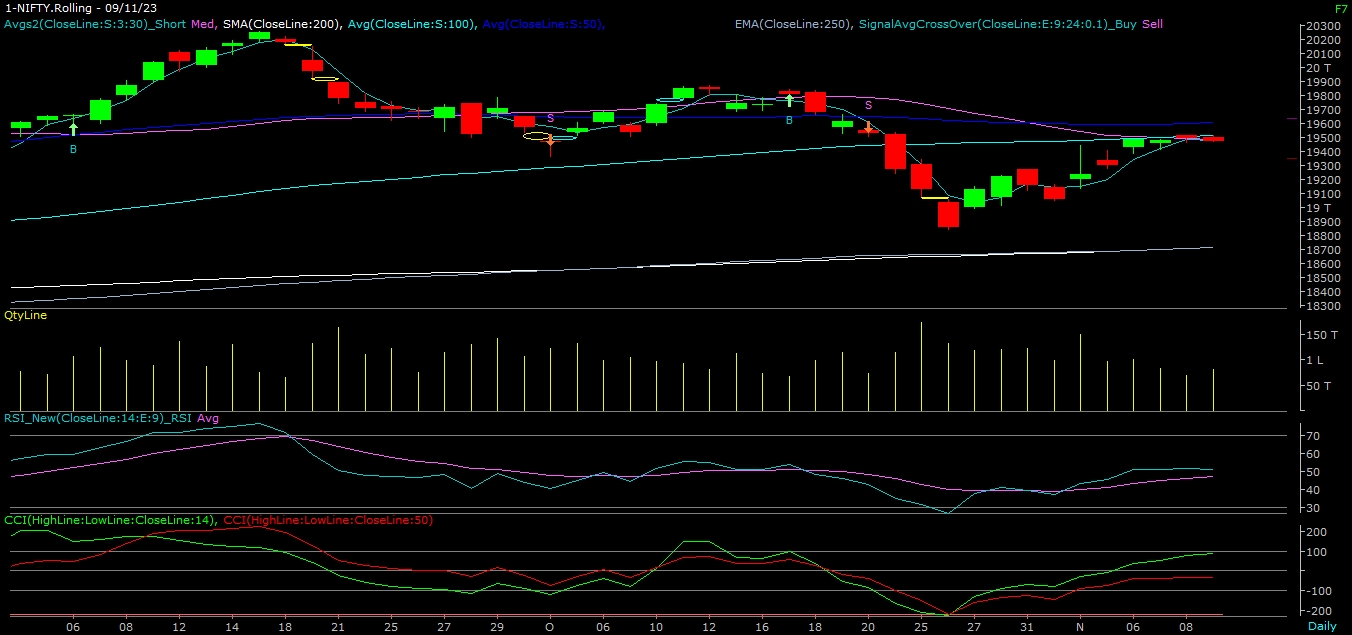 1-NIFTY.Rolling - 09/11/23
F7
Avgs2(CloseLine:S:3:30)_Short Med, SMA(CloseLine:200), Avg(CloseLine:S:100), Avg(CloseLine:S:50), EMA(CloseLine:250), SignalAvgCrossOver(CloseLine:E:9:24:0.1)_Buy Sell
20300
20200
20100
20 T
19900
19800
19700
19600
19500
19400
19300
19200
19100
19 T
18900
18800
18700
18600
18500
18400
18300
B
S
B
S
QtyLine
150 T
1 L
50 T
RSI_New(CloseLine:14:E:9)_RSI Avg
70
60
50
40
30
CCI(HighLine:LowLine:CloseLine:14), CCI(HighLine:LowLine:CloseLine:50)
200
100
-100
-200
06 08 12 14 18 21 25 27 29 O 06 10 12 16 18 20 25 27 31 N 06 08 Daily